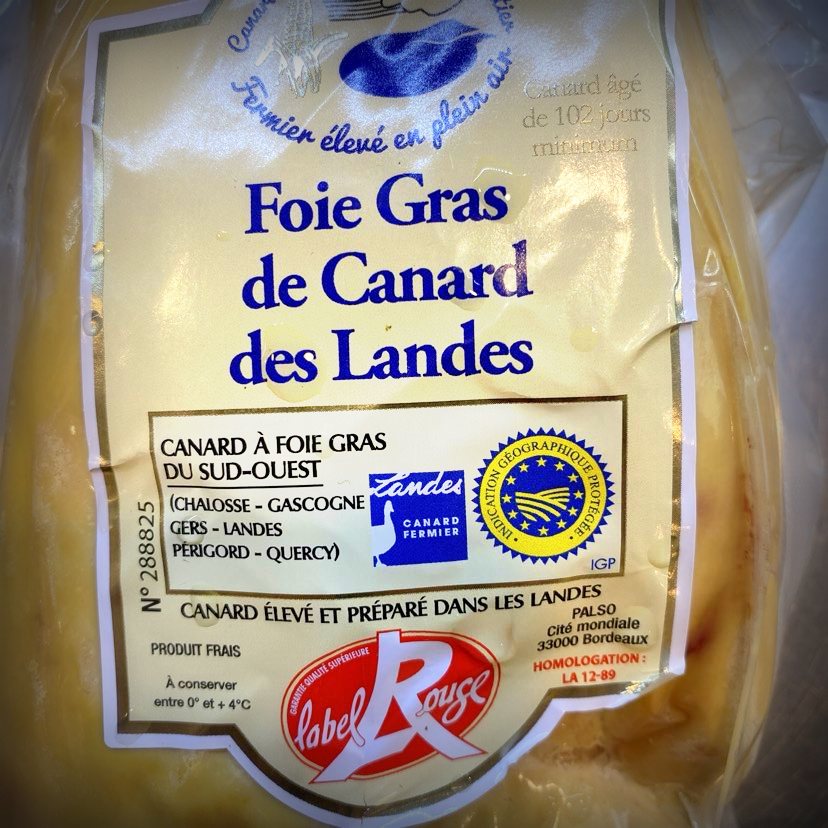 Fermier élevé en plein air
Canard âgé
de 102 jours
minimum
Foie Gras
de Canard
des Landes
CANARD À FOIE GRAS
DU SUD-OUEST
(CHALOSSE - GASCOGNE
GERS - LANDES
PÉRIGORD - QUERCY)
Landes
CANARD
FERMIER
INDICATION GÉOGRAPHIQUE PROTÉGÉE
IGP
N° 288825
CANARD ÉLEVÉ ET PRÉPARÉ DANS LES LANDES
PRODUIT FRAIS
À conserver
entre 0° et + 4°C
GARANTIE QUALITÉ SUPÉRIEURE
label Rouge
PALSO
Cité mondiale
33000 Bordeaux
HOMOLOGATION :
LA 12-89